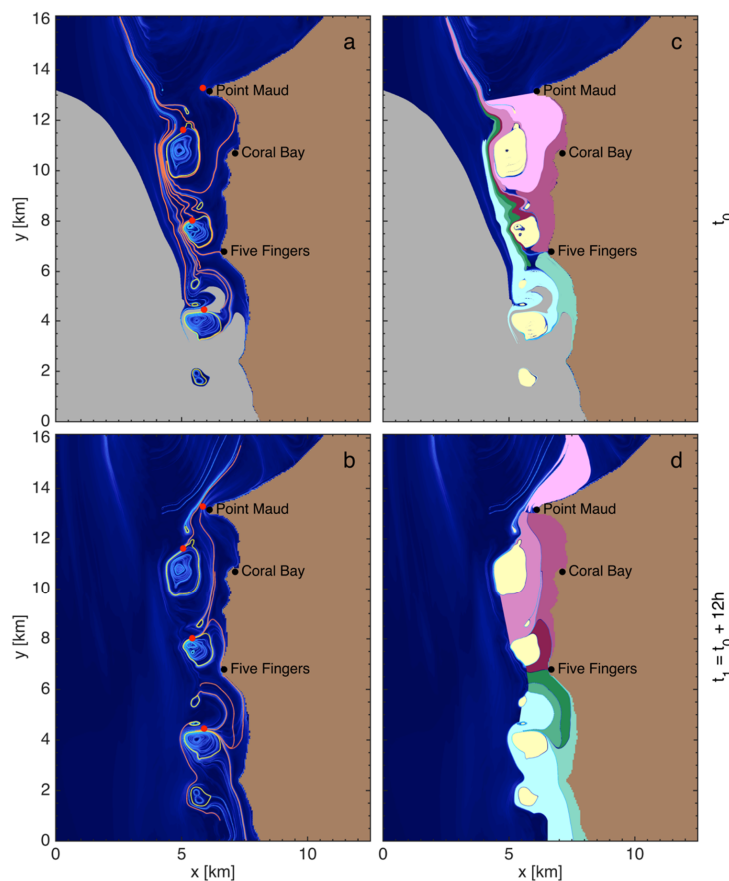 16
14
12
10
8
6
4
2
0
y [km]
a
Point Maud
Coral Bay
Five Fingers
c
Point Maud
Coral Bay
Five Fingers
t0
16
14
12
10
8
6
4
2
0
y [km]
b
Point Maud
Coral Bay
Five Fingers
0
5
10
x [km]
d
Point Maud
Coral Bay
Five Fingers
0
5
10
x [km]
t1 = t0 + 12h